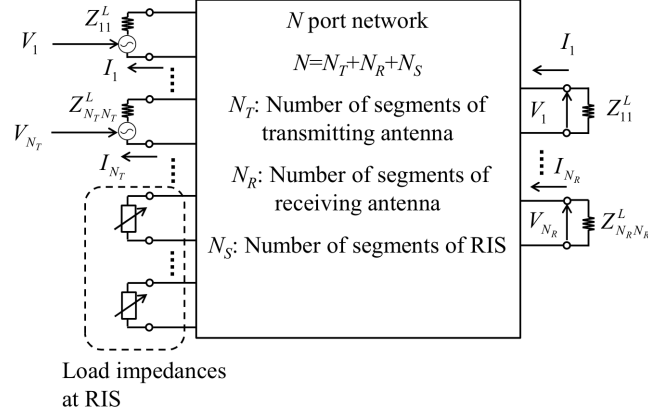 Z_{11}^{L}
V_1
I_1
Z_{N_T N_T}^{L}
V_{N_T}
I_{N_T}
N port network
N=N_T+N_R+N_S
N_T: Number of segments of
transmitting antenna
N_R: Number of segments of
receiving antenna
N_S: Number of segments of RIS
I_1
V_1
Z_{11}^{L}
I_{N_R}
V_{N_R}
Z_{N_R N_R}^{L}
Load impedances
at RIS